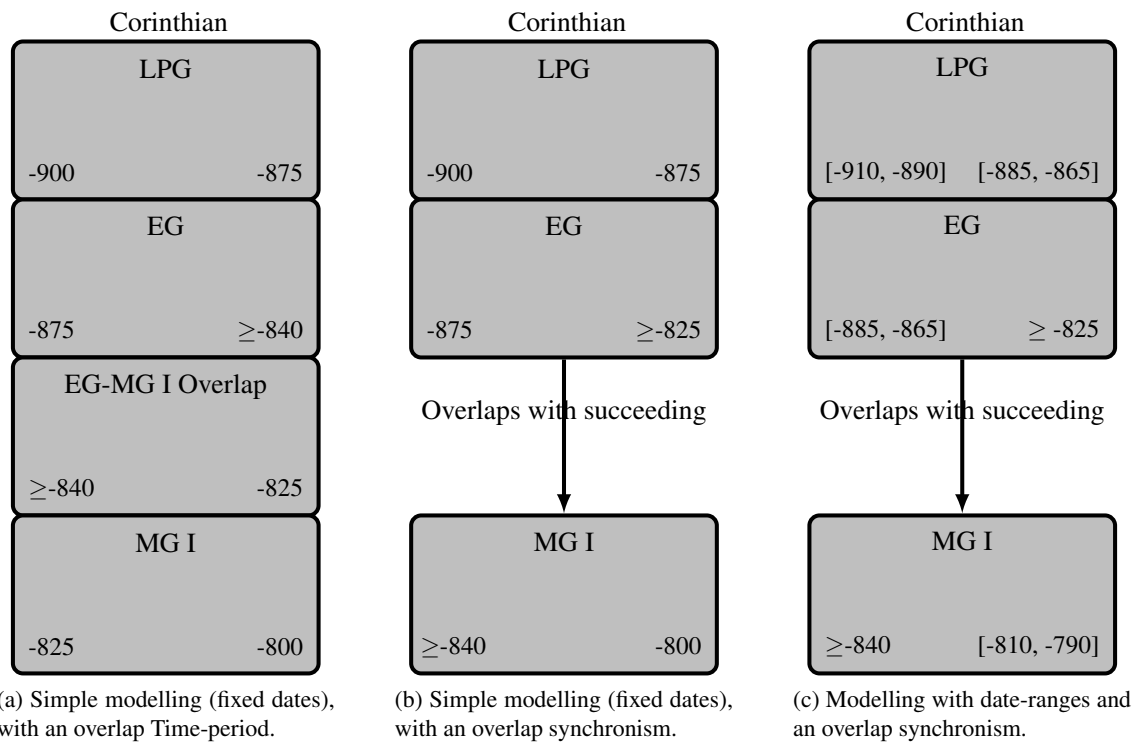 Corinthian
LPG
-900 -875
EG
-875 ≥-840
EG-MG I Overlap
≥-840 -825
MG I
-825 -800
(a) Simple modelling (fixed dates),
with an overlap Time-period.
Corinthian
LPG
-900 -875
EG
-875 ≥-825
Overlaps with succeeding
MG I
≥-840 -800
(b) Simple modelling (fixed dates),
with an overlap synchronism.
Corinthian
LPG
[-910, -890] [-885, -865]
EG
[-885, -865] ≥ -825
Overlaps with succeeding
MG I
≥-840 [-810, -790]
(c) Modelling with date-ranges and
an overlap synchronism.